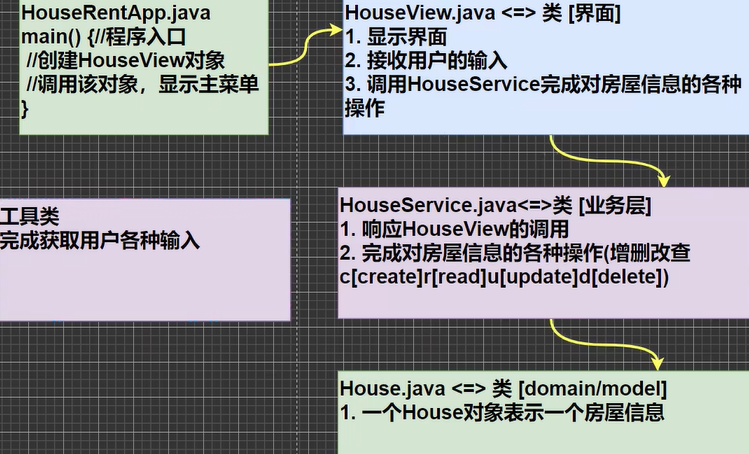 HouseRentApp.java
main() {//程序入口
//创建HouseView对象
//调用该对象，显示主菜单
}
HouseView.java <=> 类 [界面]
1. 显示界面
2. 接收用户的输入
3. 调用HouseService完成对房屋信息的各种
操作
工具类
完成获取用户各种输入
HouseService.java<=>类 [业务层]
1. 响应HouseView的调用
2. 完成对房屋信息的各种操作(增删改查
c[create]r[read]u[update]d[delete])
House.java <=> 类 [domain/model]
1. 一个House对象表示一个房屋信息